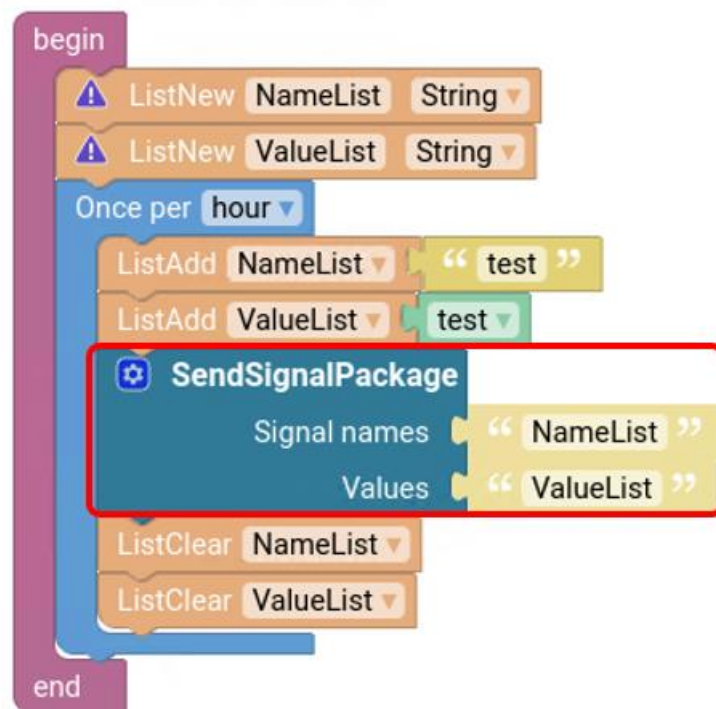 begin
ListNew NameList String
ListNew ValueList String
Once per hour
ListAdd NameList “ test ”
ListAdd ValueList test
SendSignalPackage
Signal names “ NameList ”
Values “ ValueList ”
ListClear NameList
ListClear ValueList
end